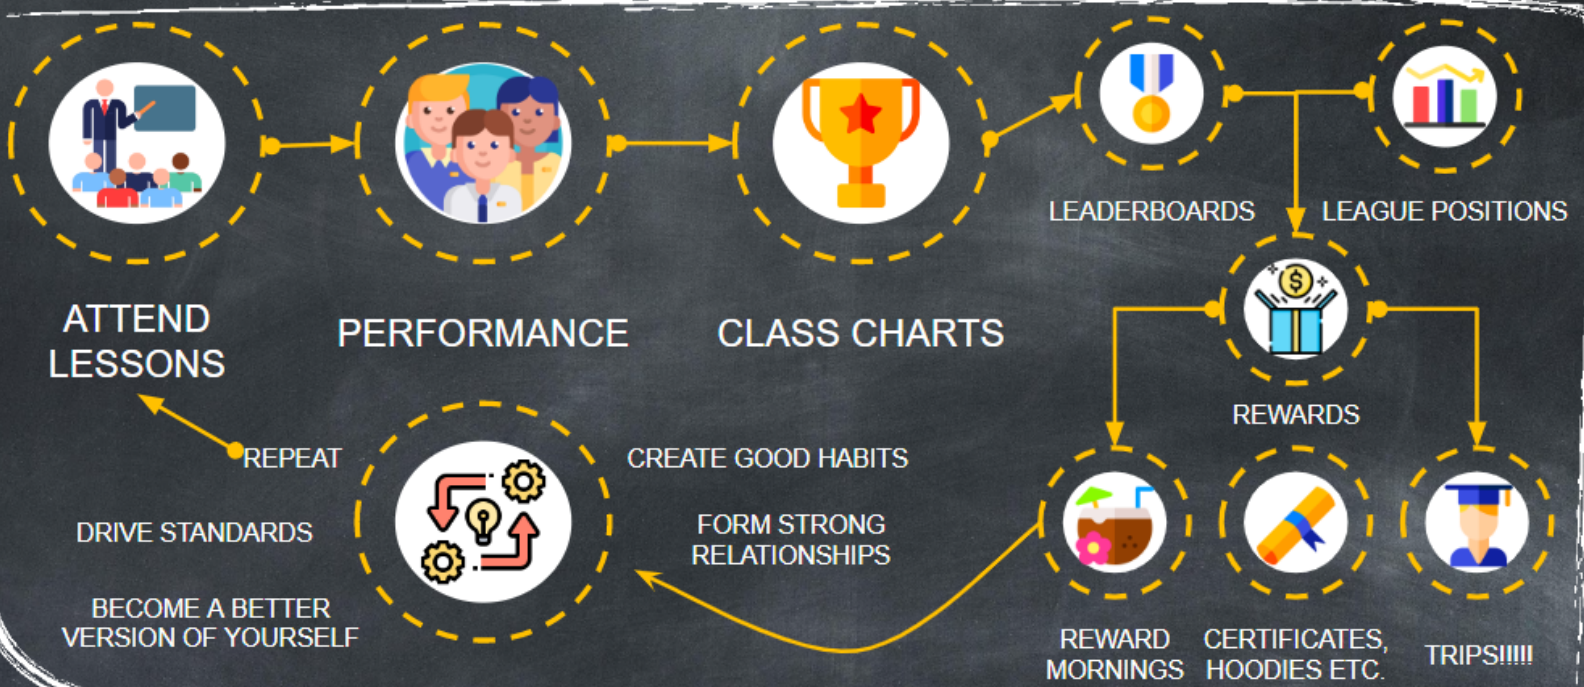 LEADERBOARDS
LEAGUE POSITIONS
ATTEND
LESSONS
PERFORMANCE
CLASS CHARTS
REWARDS
REPEAT
CREATE GOOD HABITS
DRIVE STANDARDS
FORM STRONG
RELATIONSHIPS
BECOME A BETTER
VERSION OF YOURSELF
REWARD
MORNINGS
CERTIFICATES,
HOODIES ETC.
TRIPS!!!!!
$